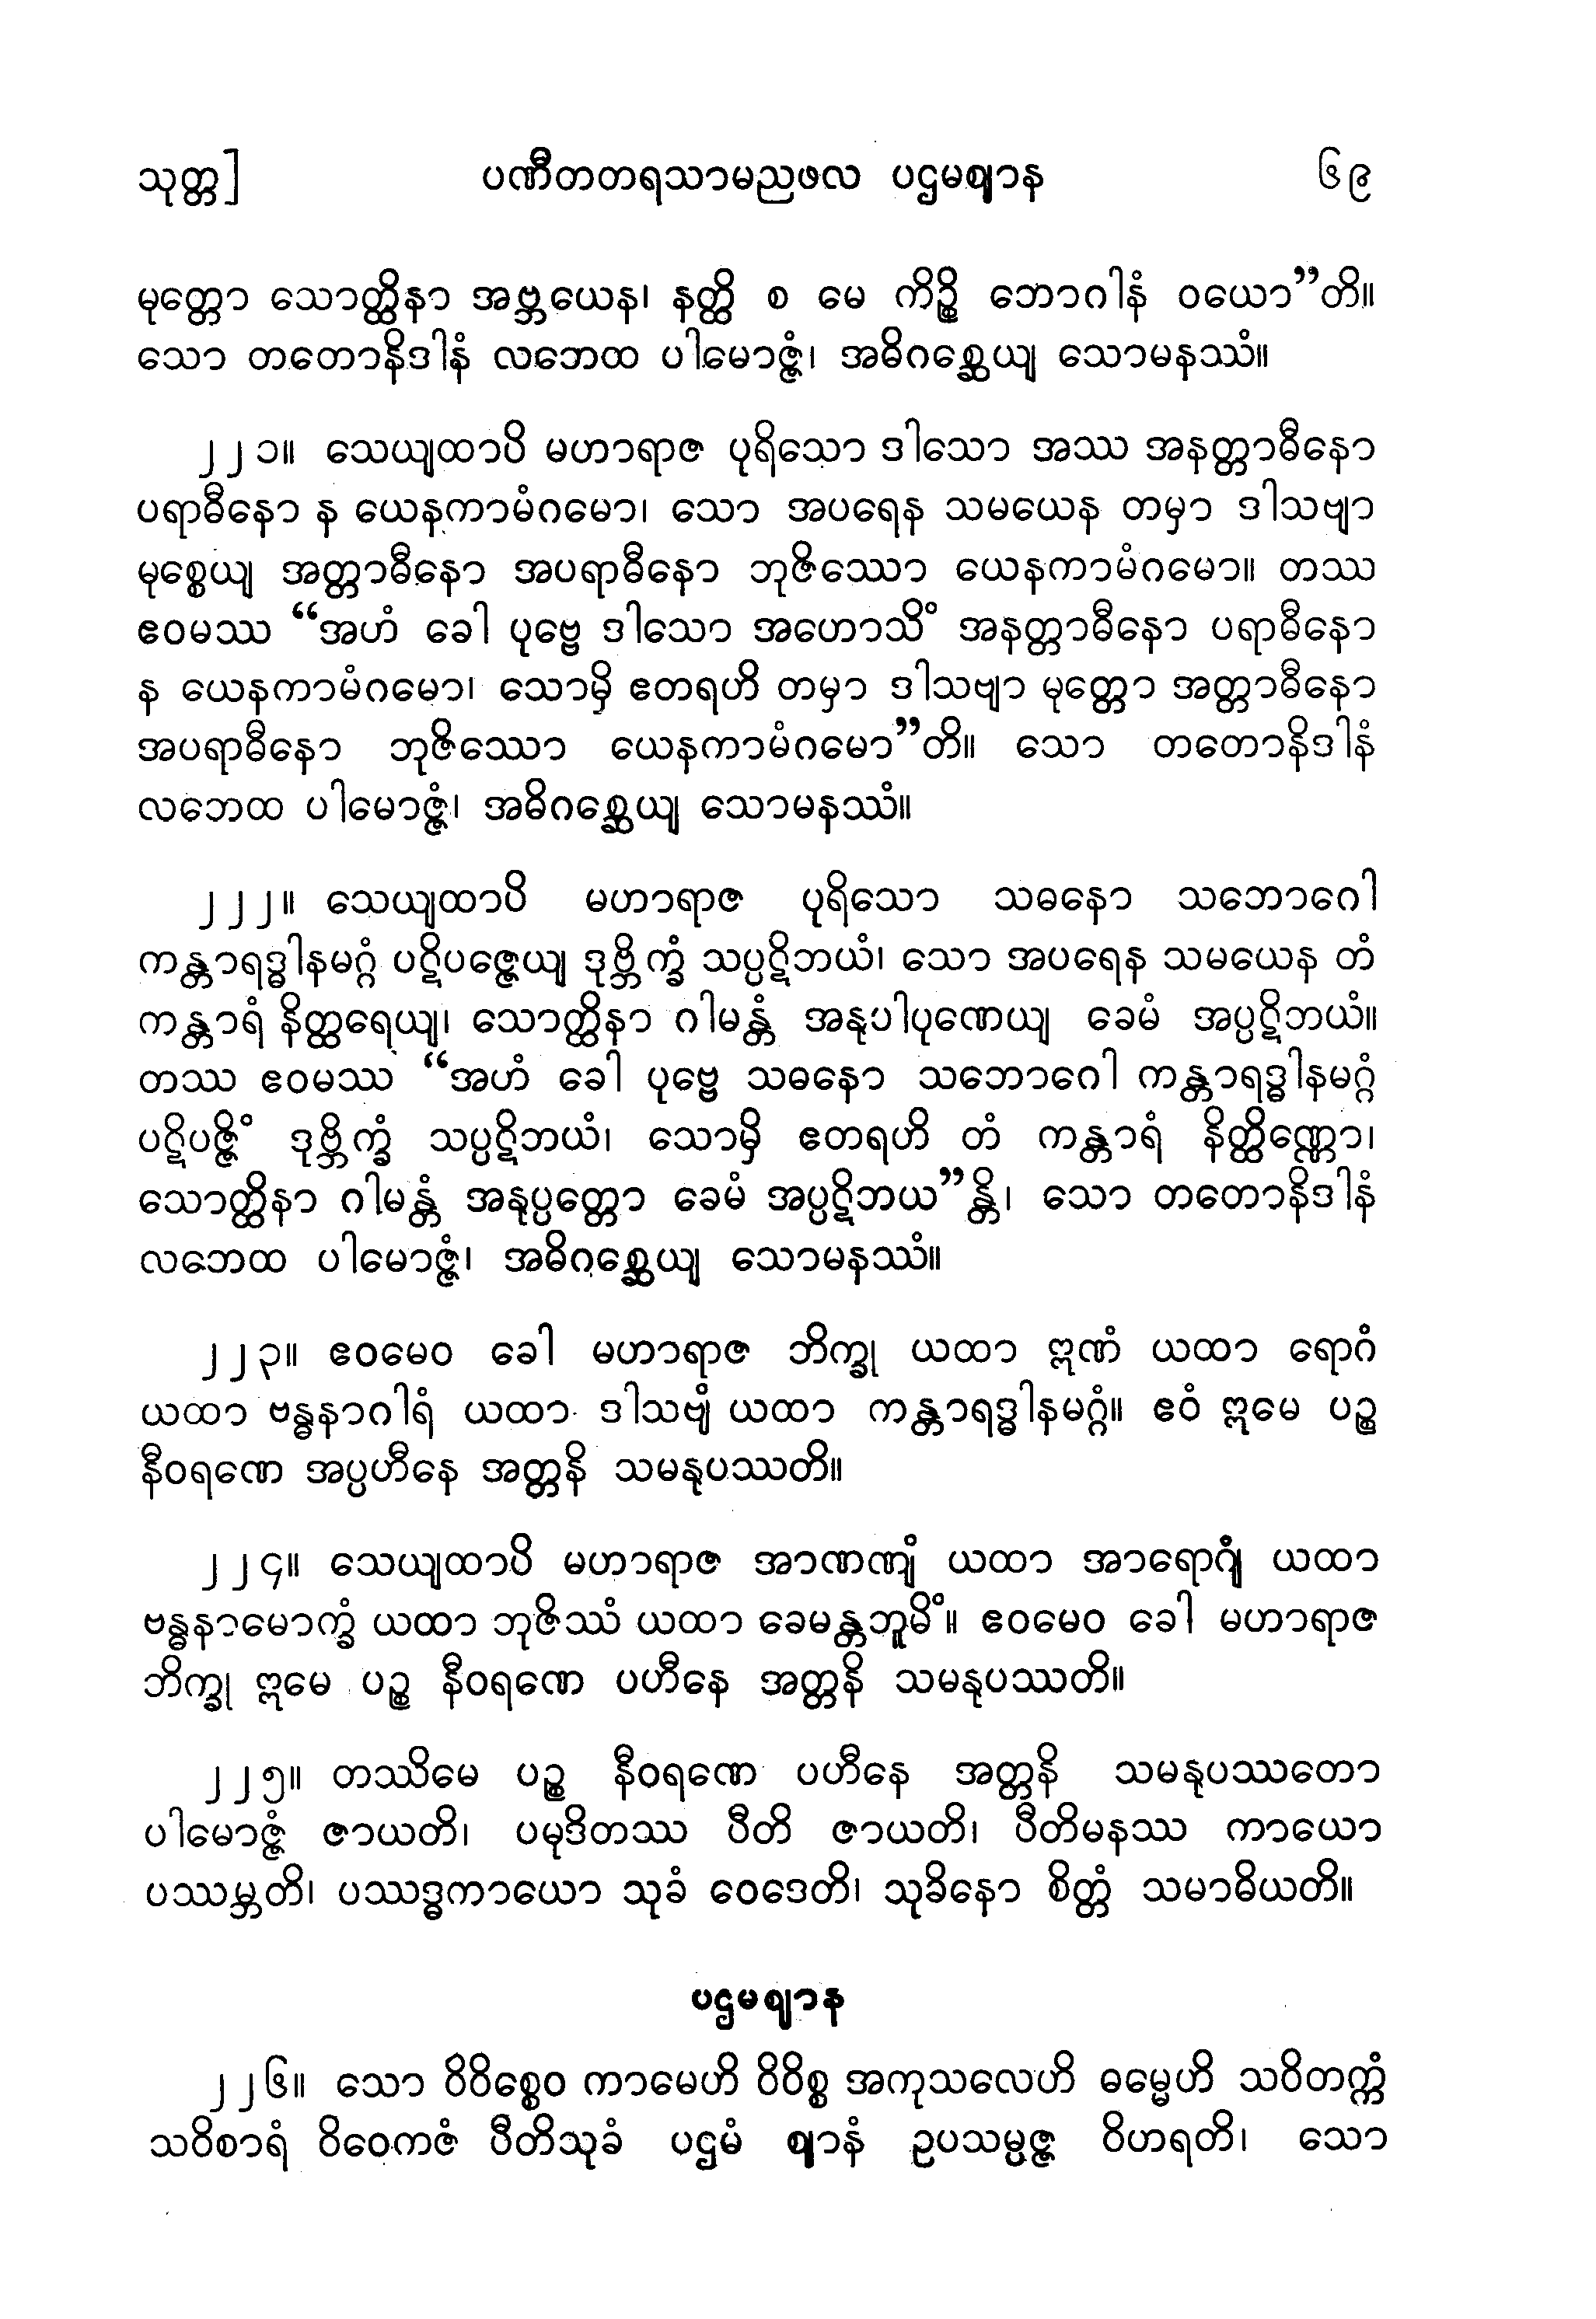 သုတ္တ] ပဏီတတရသာမညဖလ ပဌမဈာန ၆၉
မုတ္တော သောတ္ထိနာ အဗ္ဘယေန၊ နတ္ထိ စ မေ ကိဉ္စိ ဘောဂါနံ ဝယော”တိ။
သော တတောနိဒါနံ လဘေထ ပါမောဇ္ဇံ၊ အဓိဂစ္ဆေယျ သောမနဿံ။
၂၂၁။ သေယျထာပိ မဟာရာဇ ပုရိသော ဒါသော အဿ အနတ္တာဓီနော
ပရာဓီနော န ယေနကာမံဂမော၊ သော အပရေန သမယေန တမှာ ဒါသဗျာ
မုစ္စေယျ အတ္တာဓီနော အပရာဓီနော ဘုဇိဿော ယေနကာမံဂမော။ တဿ
ဧဝမဿ “အဟံ ခေါ ပုဗ္ဗေ ဒါသော အဟောသိံ အနတ္တာဓီနော ပရာဓီနော
န ယေနကာမံဂမော၊ သောမှိ ဧတရဟိ တမှာ ဒါသဗျာ မုတ္တော အတ္တာဓီနော
အပရာဓီနော ဘုဇိဿော ယေနကာမံဂမော”တိ။ သော တတောနိဒါနံ
လဘေထ ပါမောဇ္ဇံ၊ အဓိဂစ္ဆေယျ သောမနဿံ။
၂၂၂။ သေယျထာပိ မဟာရာဇ ပုရိသော သဓနော သဘောဂေါ
ကန္တာရဒ္ဓါနမဂ္ဂံ ပဋိပဇ္ဇေယျ ဒုဗ္ဘိက္ခံ သပ္ပဋိဘယံ၊ သော အပရေန သမယေန တံ
ကန္တာရံ နိတ္ထရေယျ၊ သောတ္ထိနာ ဂါမန္တံ အနုပါပုဏေယျ ခေမံ အပ္ပဋိဘယံ။
တဿ ဧဝမဿ “အဟံ ခေါ ပုဗ္ဗေ သဓနော သဘောဂေါ ကန္တာရဒ္ဓါနမဂ္ဂံ
ပဋိပဇ္ဇိံ ဒုဗ္ဘိက္ခံ သပ္ပဋိဘယံ၊ သောမှိ ဧတရဟိ တံ ကန္တာရံ နိတ္ထိဏ္ဏော၊
သောတ္ထိနာ ဂါမန္တံ အနုပ္ပတ္တော ခေမံ အပ္ပဋိဘယ”န္တိ၊ သော တတောနိဒါနံ
လဘေထ ပါမောဇ္ဇံ၊ အဓိဂစ္ဆေယျ သောမနဿံ။
၂၂၃။ ဧဝမေဝ ခေါ မဟာရာဇ ဘိက္ခု ယထာ ဣဏံ ယထာ ရောဂံ
ယထာ ဗန္ဓနာဂါရံ ယထာ ဒါသဗျံ ယထာ ကန္တာရဒ္ဓါနမဂ္ဂံ။ ဧဝံ ဣမေ ပဉ္စ
နီဝရဏေ အပ္ပဟီနေ အတ္တနိ သမနုပဿတိ။
၂၂၄။ သေယျထာပိ မဟာရာဇ အာဏဏျံ ယထာ အာရောဂျံ ယထာ
ဗန္ဓနာမောက္ခံ ယထာ ဘုဇိဿံ ယထာ ခေမန္တဘူမိံ။ ဧဝမေဝ ခေါ မဟာရာဇ
ဘိက္ခု ဣမေ ပဉ္စ နီဝရဏေ ပဟီနေ အတ္တနိ သမနုပဿတိ။
၂၂၅။ တဿိမေ ပဉ္စ နီဝရဏေ ပဟီနေ အတ္တနိ သမနုပဿတော
ပါမောဇ္ဇံ ဇာယတိ၊ ပမုဒိတဿ ပီတိ ဇာယတိ၊ ပီတိမနဿ ကာယော
ပဿမ္ဘတိ၊ ပဿဒ္ဓကာယော သုခံ ဝေဒေတိ၊ သုခိနော စိတ္တံ သမာဓိယတိ။
ပဌမဈာန
၂၂၆။ သော ဝိဝိစ္စေဝ ကာမေဟိ ဝိဝိစ္စ အကုသလေဟိ ဓမ္မေဟိ သဝိတက္ကံ
သဝိစာရံ ဝိဝေကဇံ ပီတိသုခံ ပဌမံ ဈာနံ ဥပသမ္ပဇ္ဇ ဝိဟရတိ၊ သော